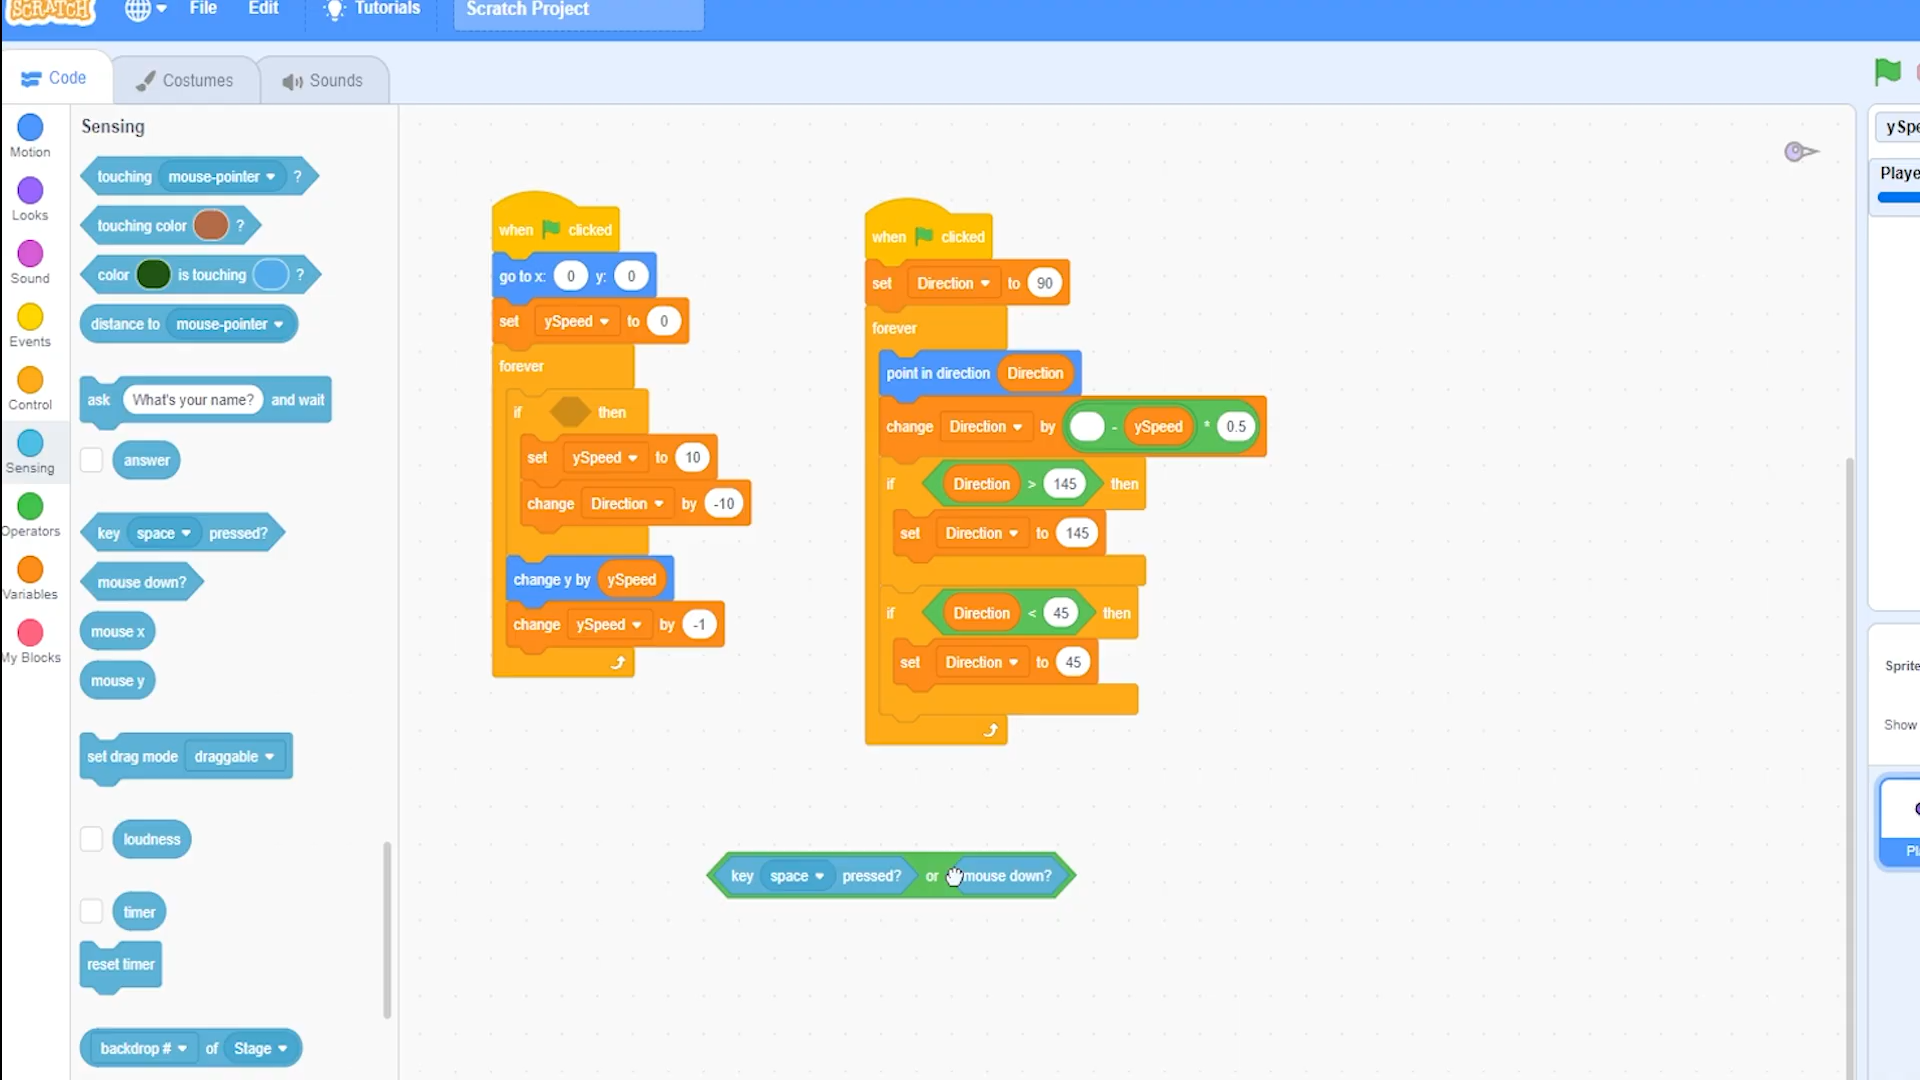 SCRATCH File Edit Tutorials Scratch Project
Code Costumes Sounds
Motion
Looks
Sound
Events
Control
Sensing
Operators
Variables
My Blocks
Sensing
touching mouse-pointer ?
touching color ?
color is touching ?
distance to mouse-pointer
ask What's your name? and wait
answer
key space pressed?
mouse down?
mouse x
mouse y
set drag mode draggable
loudness
timer
reset timer
backdrop # of Stage
when clicked
go to x: 0 y: 0
set ySpeed to 0
forever
if then
set ySpeed to 10
change Direction by -10
change y by ySpeed
change ySpeed by -1
when clicked
set Direction to 90
forever
point in direction Direction
change Direction by - ySpeed * 0.5
if Direction > 145 then
set Direction to 145
if Direction < 45 then
set Direction to 45
key space pressed? or mouse down?
ySpe
Playe
Sprite
Show
Pl